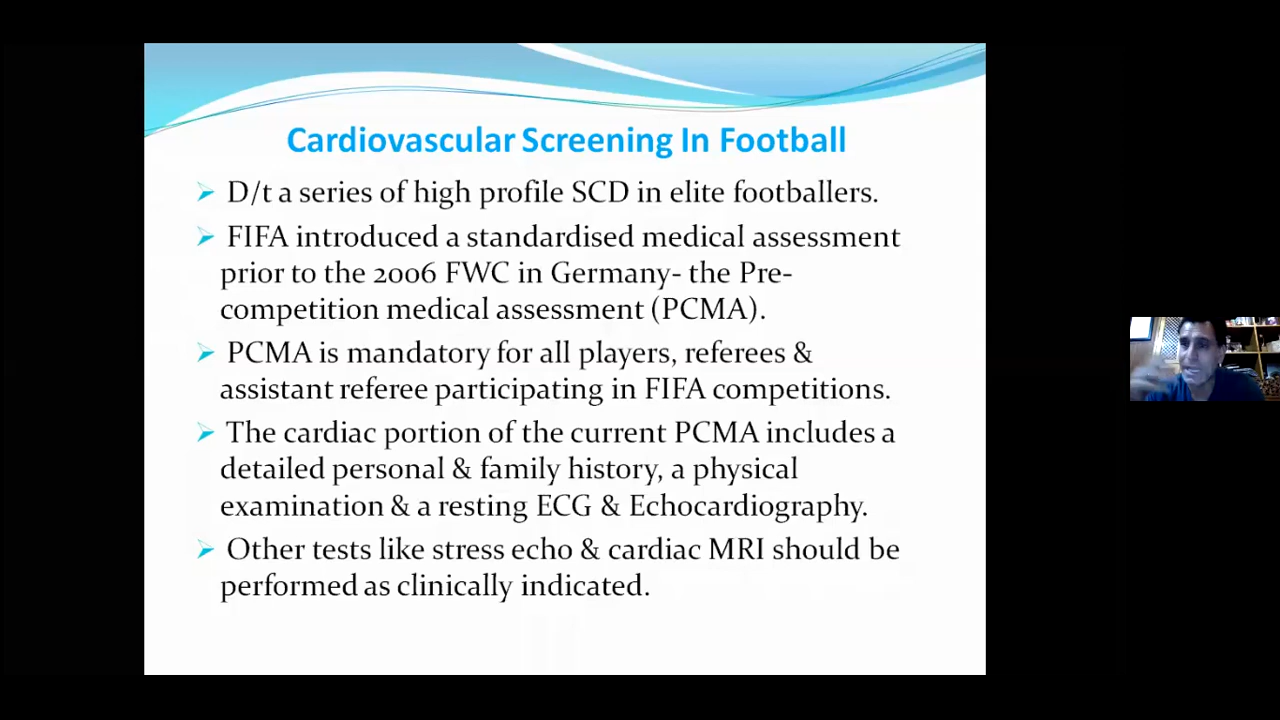 Cardiovascular Screening In Football
D/t a series of high profile SCD in elite footballers.
FIFA introduced a standardised medical assessment
prior to the 2006 FWC in Germany- the Pre-
competition medical assessment (PCMA).
PCMA is mandatory for all players, referees &
assistant referee participating in FIFA competitions.
The cardiac portion of the current PCMA includes a
detailed personal & family history, a physical
examination & a resting ECG & Echocardiography.
Other tests like stress echo & cardiac MRI should be
performed as clinically indicated.